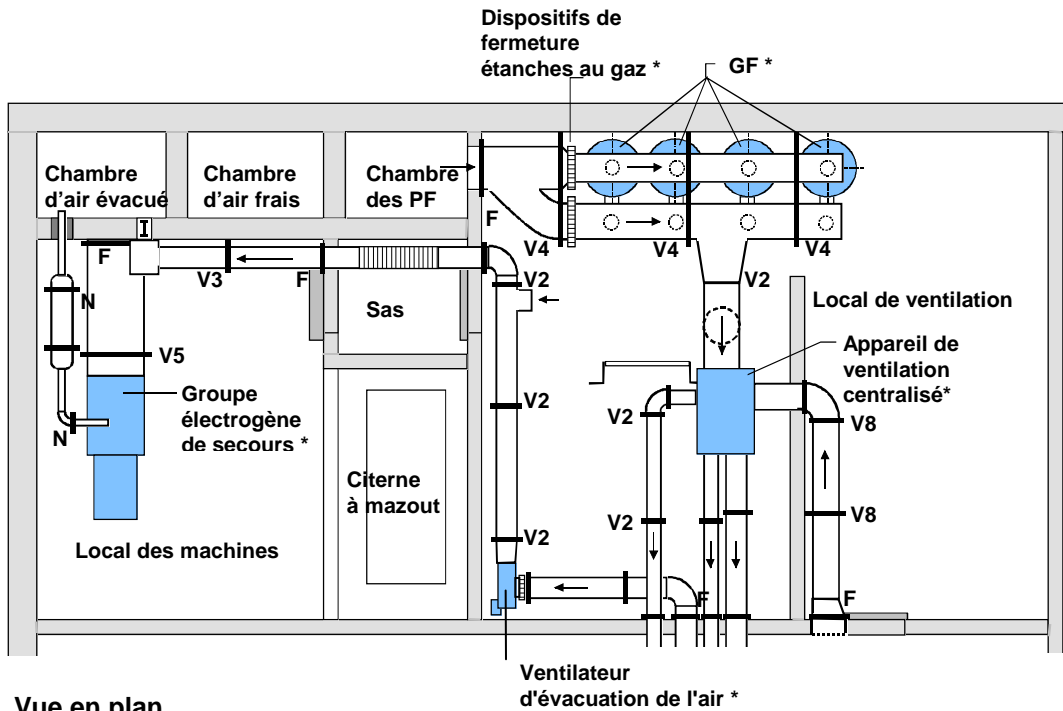 Dispositifs de
fermeture
étanches au gaz *
GF *
Chambre
d'air évacué
Chambre
d'air frais
Chambre
des PF
F
I
F
V4
V4
V4
V3
F
V2
V2
N
Sas
Local de ventilation
V5
Appareil de
ventilation
centralisé*
Groupe
électrogène
de secours *
N
V2
V2
V8
Citerne
à mazout
V2
V2
V8
Local des machines
F
F
Ventilateur
d'évacuation de l'air *
Vue en plan